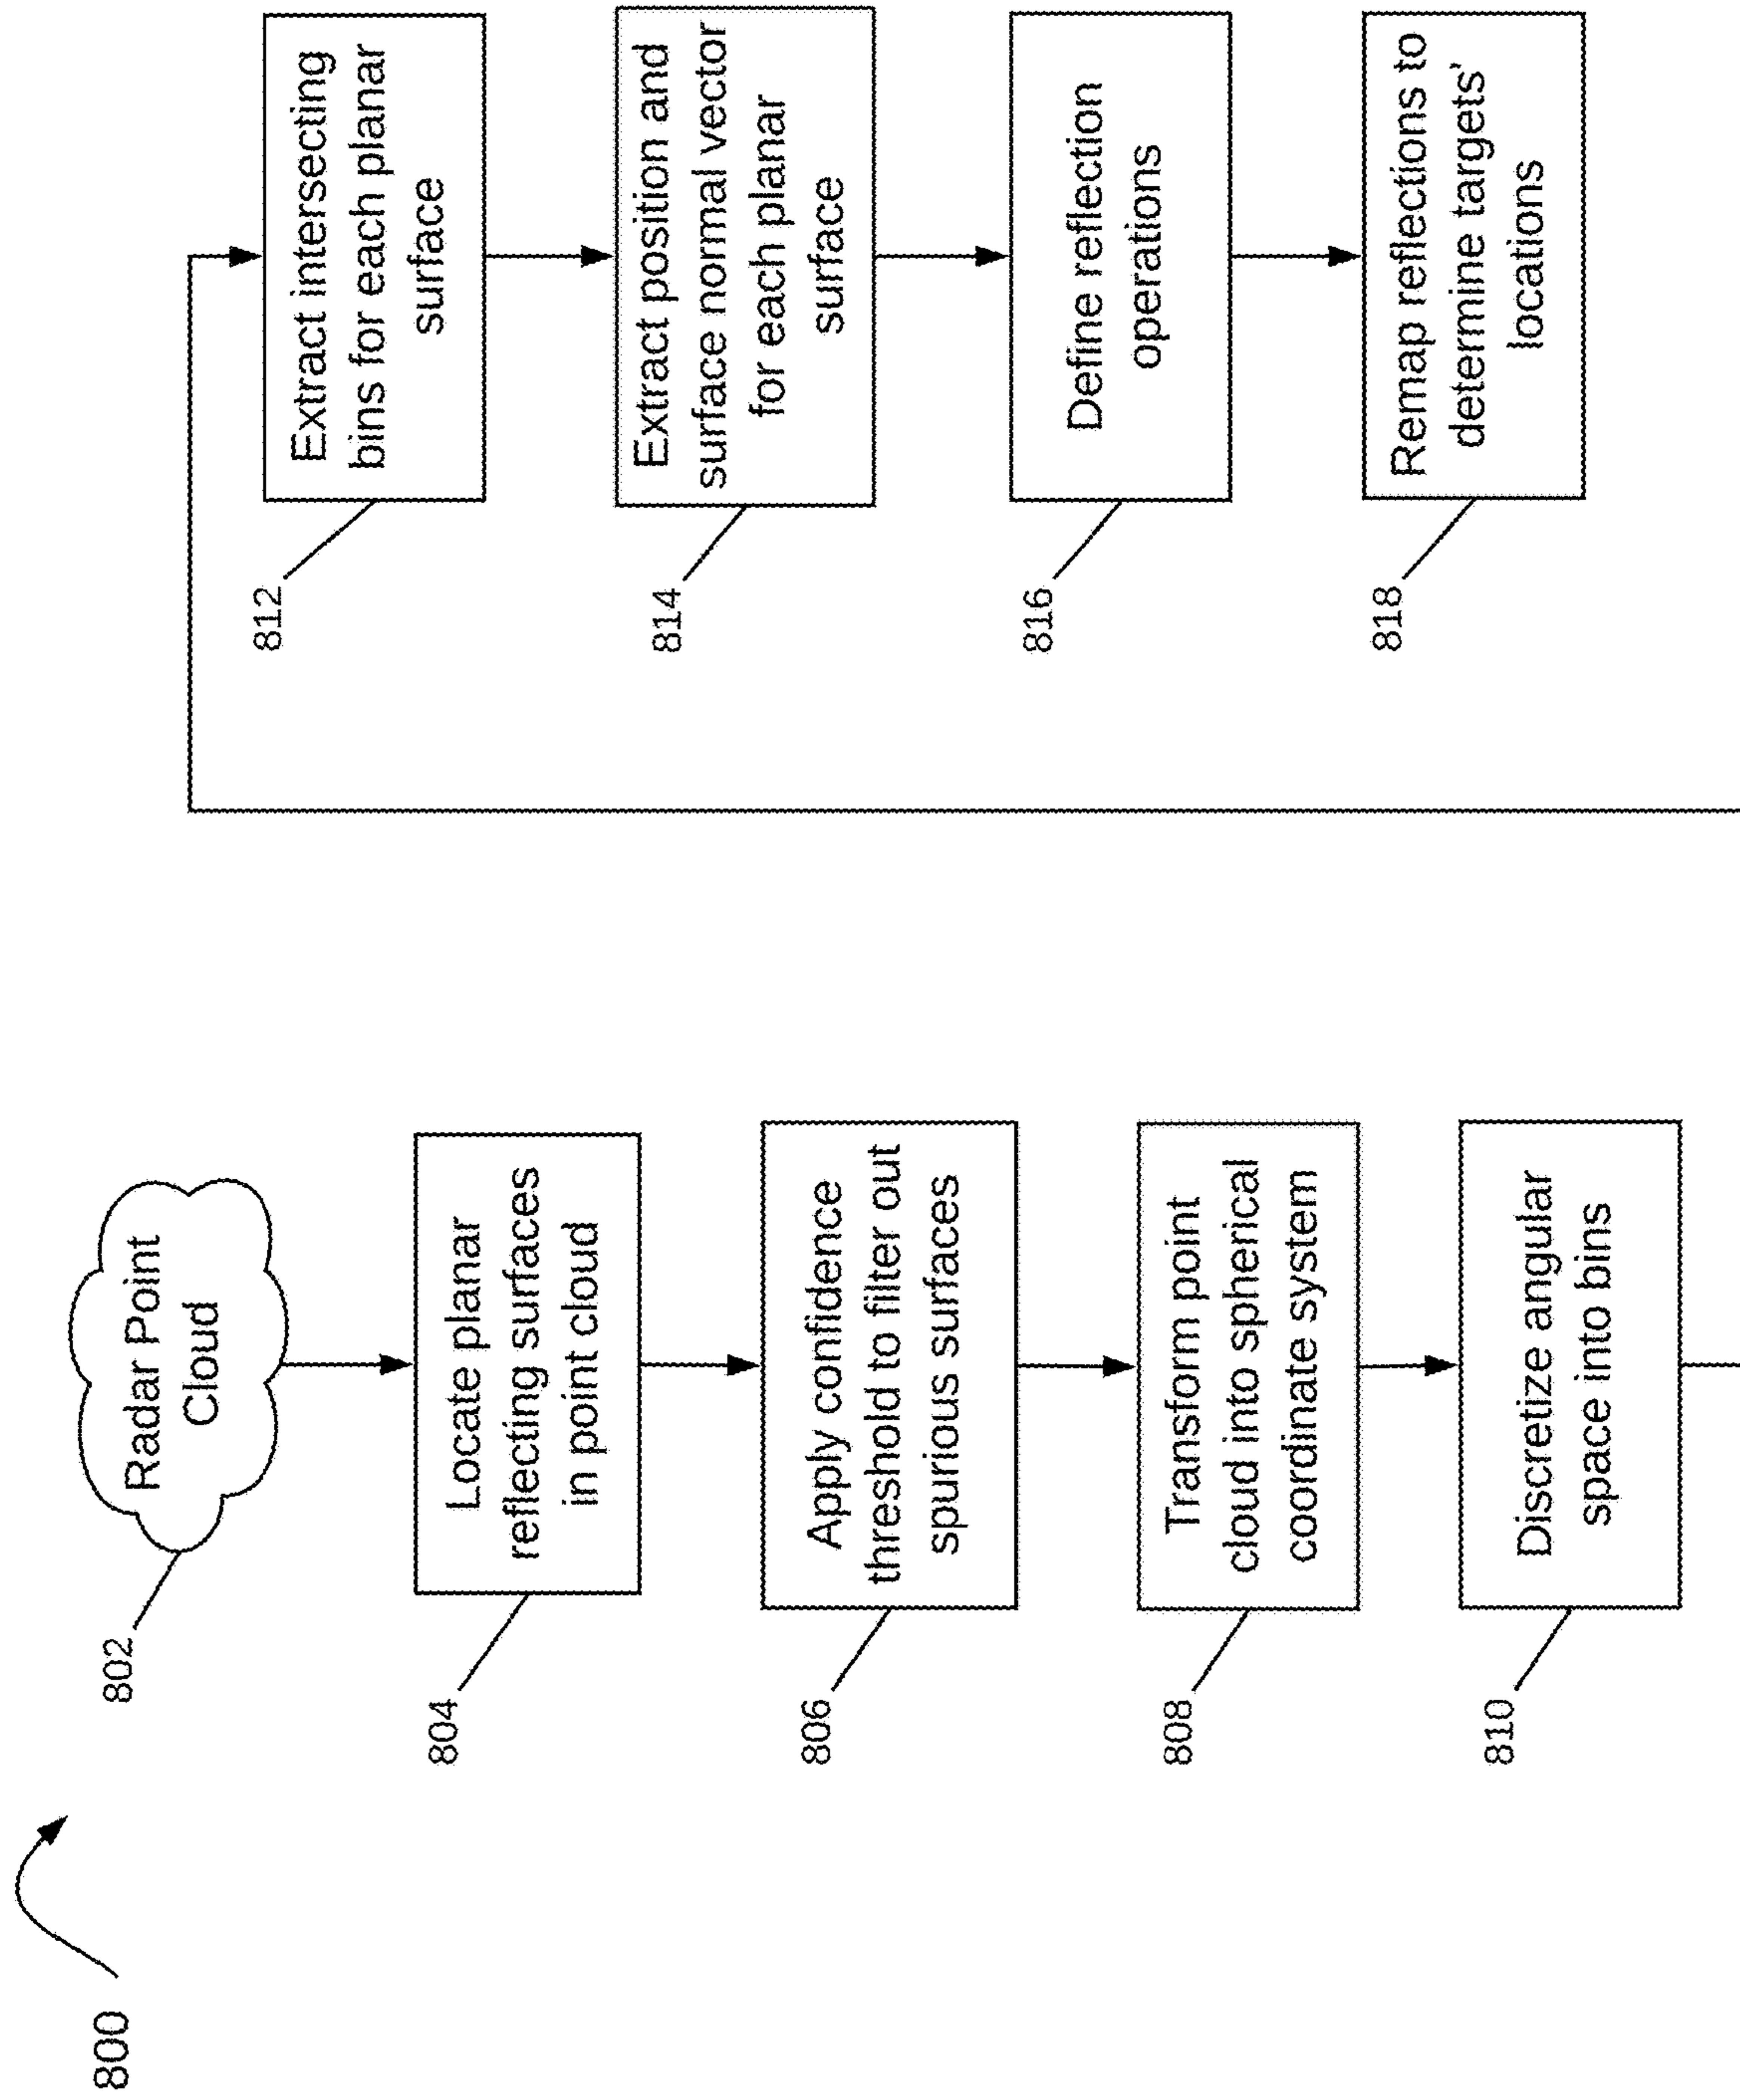 800
802
Radar Point
Cloud
804
Locate planar
reflecting surfaces
in point cloud
806
Apply confidence
threshold to filter out
spurious surfaces
808
Transform point
cloud into spherical
coordinate system
810
Discretize angular
space into bins
812
Extract intersecting
bins for each planar
surface
814
Extract position and
surface normal vector
for each planar
surface
816
Define reflection
operations
818
Remap reflections to
determine targets'
locations